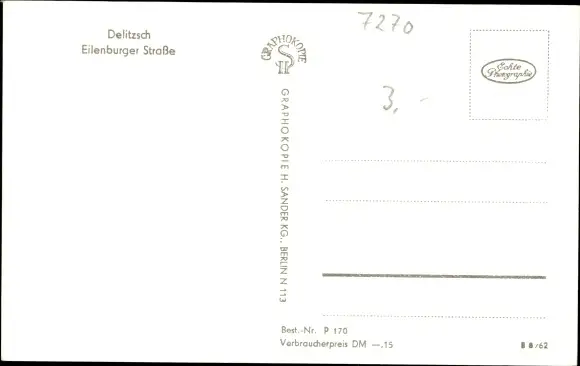 Delitzsch
Eilenburger Straße
GRAPHOKOPIE
H S
GRAPHOKOPIE H. SANDER KG., BERLIN N 113
7270
3,-
Echte
Photographie
Best.-Nr. P 170
Verbraucherpreis DM —.15
B 8/62